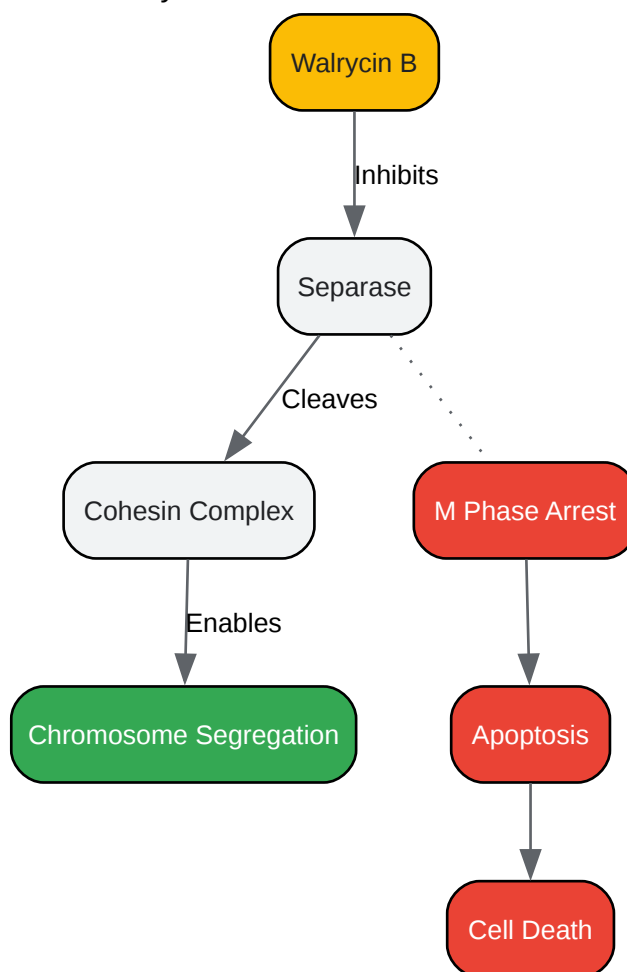 Walrycin B
Inhibits
Separase
Cleaves
Cohesin Complex
M Phase Arrest
Enables
Chromosome Segregation
Apoptosis
Cell Death